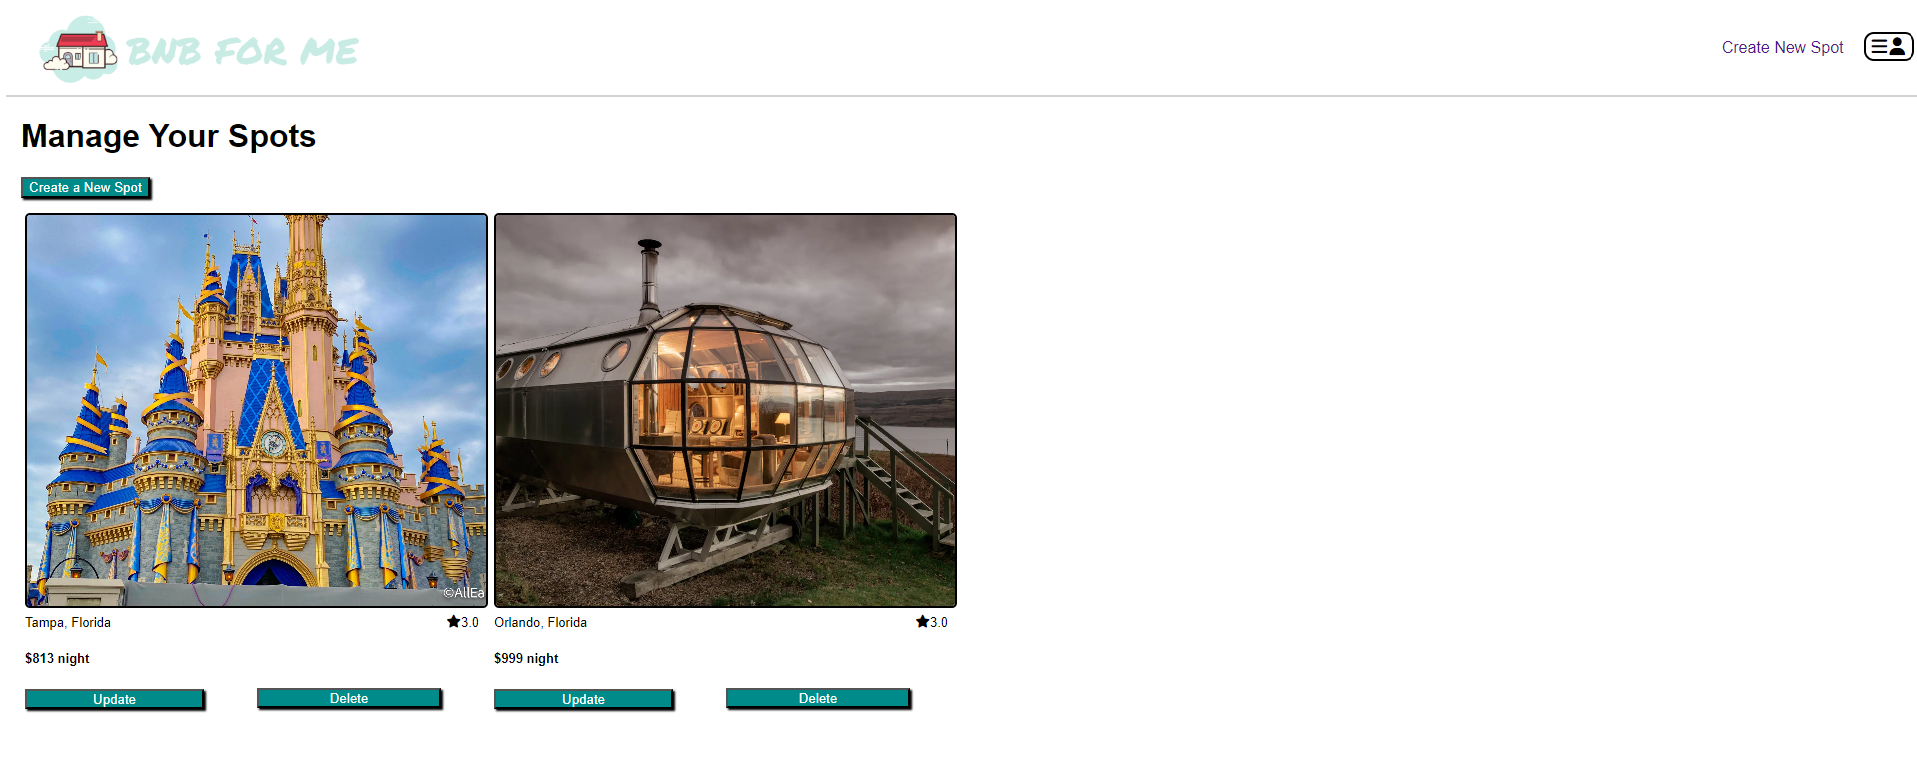 BNB FOR ME
Create New Spot
Manage Your Spots
Create a New Spot
©AllEa
Tampa, Florida
3.0
Orlando, Florida
3.0
$813 night
$999 night
Update
Delete
Update
Delete